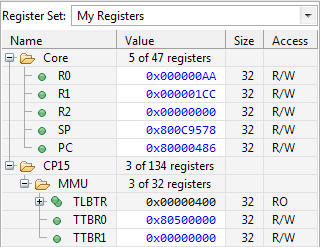 Register Set: My Registers
Name Value Size Access
Core 5 of 47 registers
R0 0x000000AA 32 R/W
R1 0x000001CC 32 R/W
R2 0x00000000 32 R/W
SP 0x800C9578 32 R/W
PC 0x80000486 32 R/W
CP15 3 of 134 registers
MMU 3 of 32 registers
TLBTR 0x00000400 32 RO
TTBR0 0x80500000 32 R/W
TTBR1 0x00000000 32 R/W